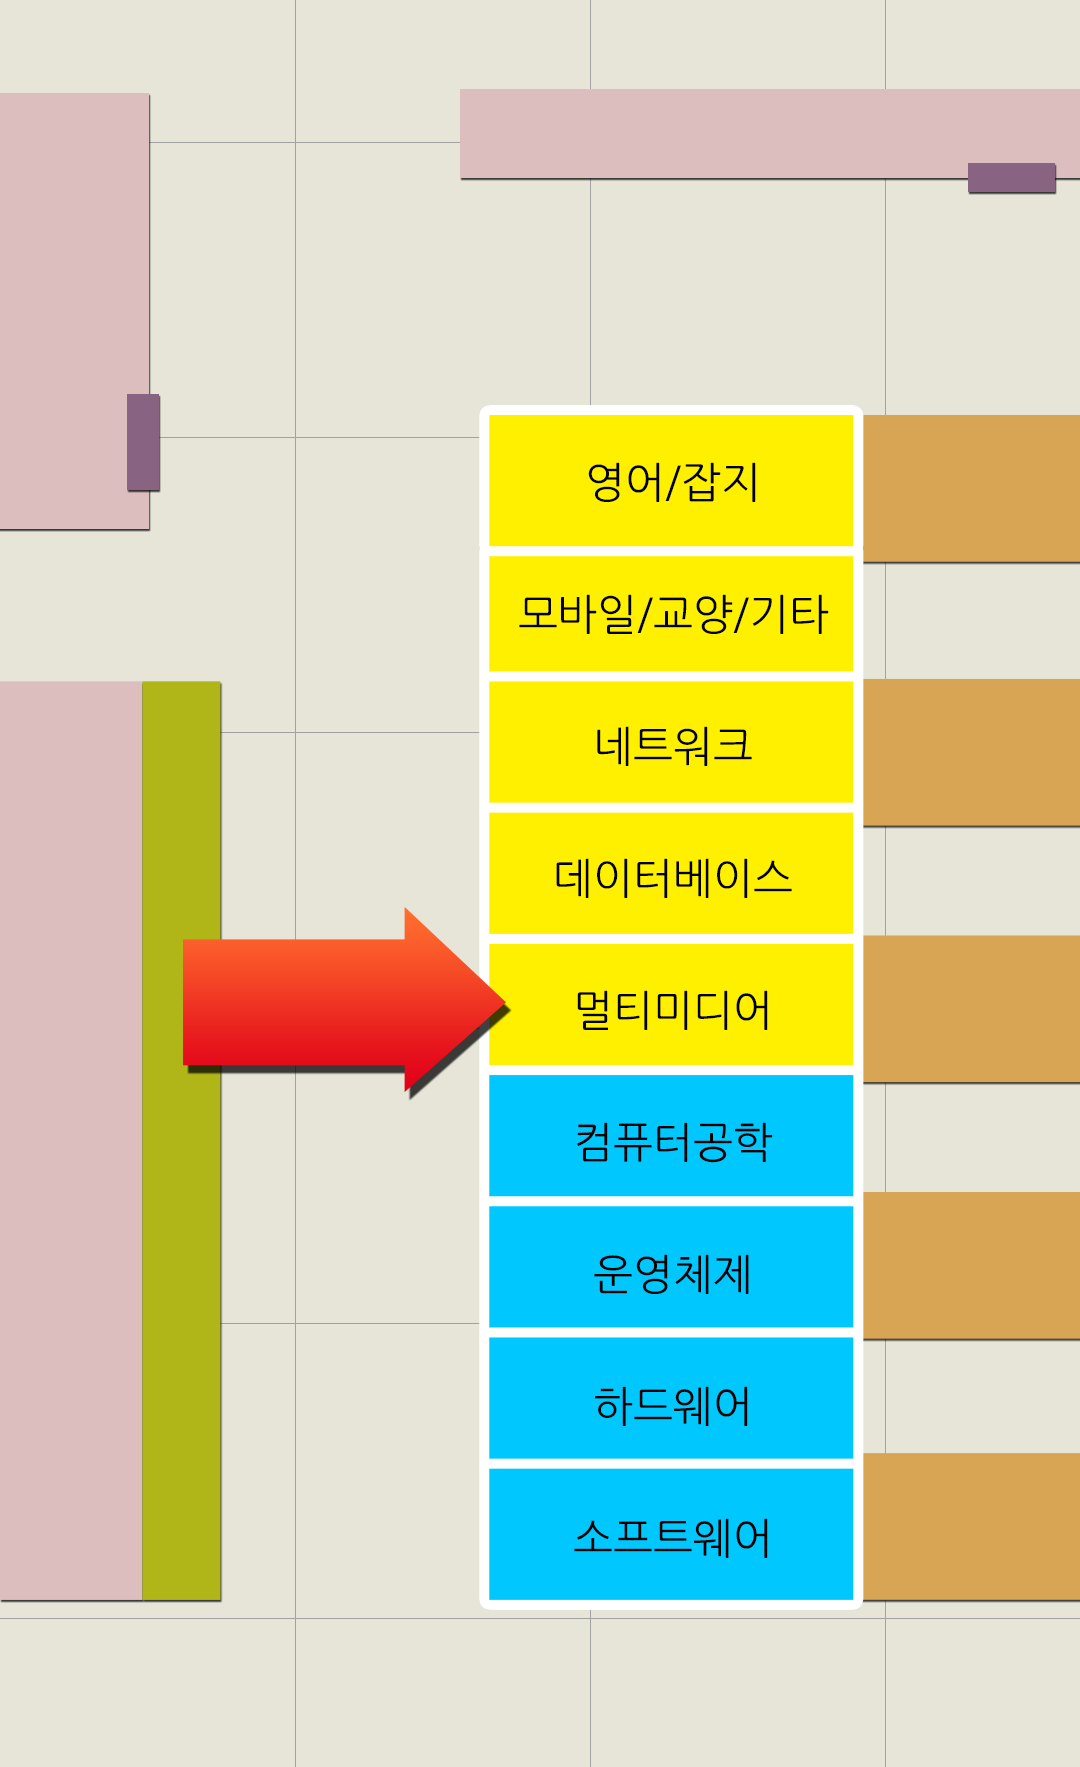 영어/잡지
모바일/교양/기타
네트워크
데이터베이스
멀티미디어
컴퓨터공학
운영체제
하드웨어
소프트웨어